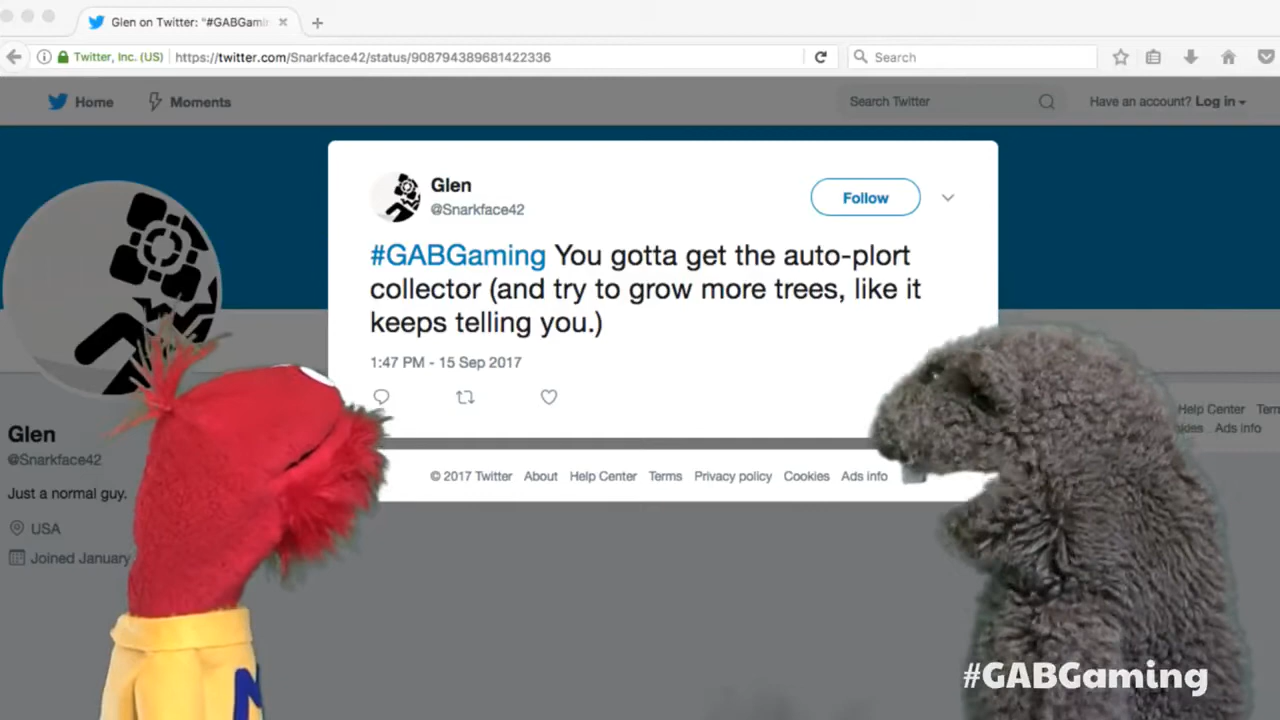 Glen on Twitter: "#GABGamin
Twitter, Inc. (US)
https://twitter.com/Snarkface42/status/908794389681422336
Search
Home
Moments
Search Twitter
Have an account? Log in
Glen
@Snarkface42
Follow
#GABGaming You gotta get the auto-plort
collector (and try to grow more trees, like it
keeps telling you.)
1:47 PM - 15 Sep 2017
Glen
@Snarkface42
Just a normal guy.
USA
Joined January
Help Center Term
Ads info
© 2017 Twitter About Help Center Terms Privacy policy Cookies Ads info
N
#GABGaming